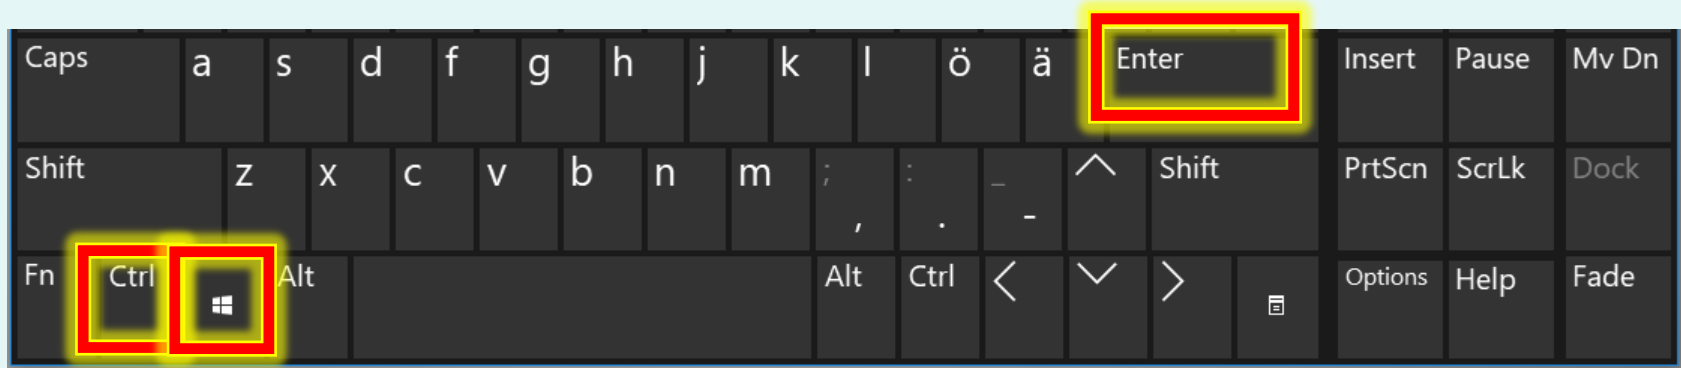 Caps a s d f g h j k l ö ä Enter Insert Pause Mv Dn
Shift z x c v b n m ; , : . _ - Shift PrtScn ScrLk Dock
Fn Ctrl Alt Alt Ctrl Options Help Fade